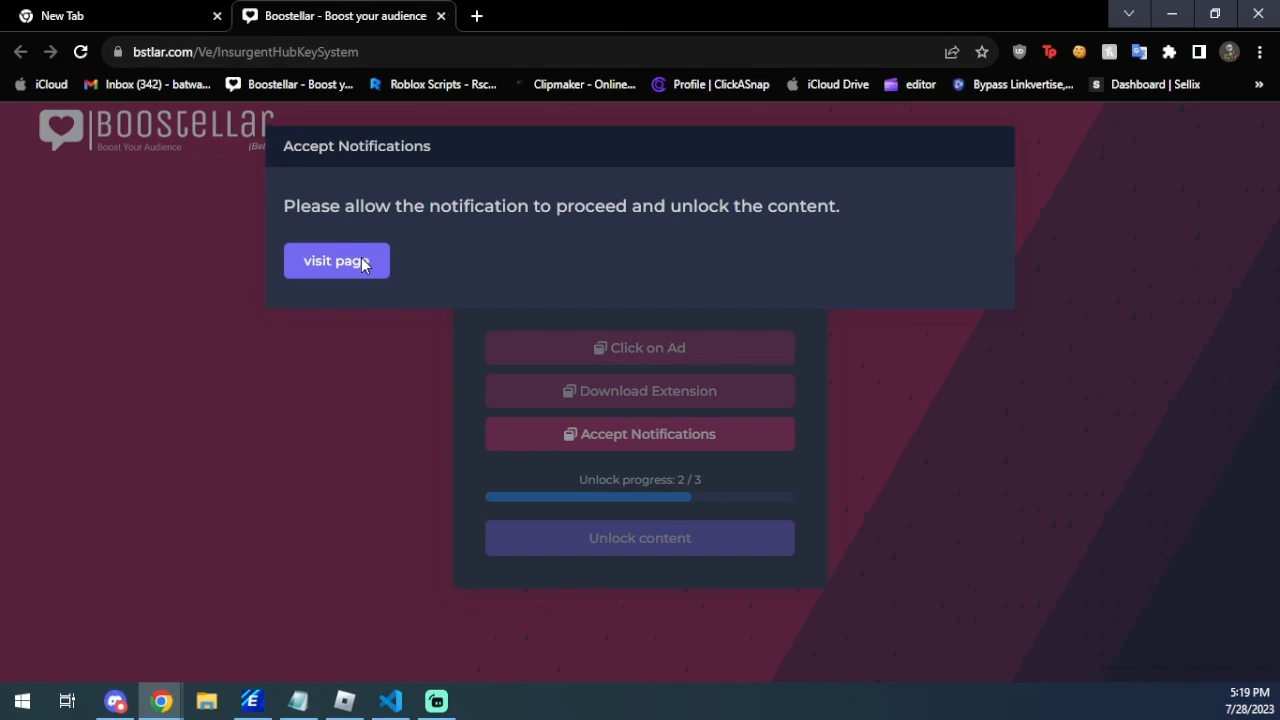 New Tab
Boostellar - Boost your audience
bstlar.com/Ve/InsurgentHubKeySystem
iCloud
Inbox (342) - batwa...
Boostellar - Boost y...
Roblox Scripts - Rsc...
Clipmaker - Online...
Profile | ClickASnap
iCloud Drive
editor
Bypass Linkvertise,...
Dashboard | Sellix
»
BOOSTELLAR
Boost Your Audience
(Bet
Accept Notifications
Please allow the notification to proceed and unlock the content.
visit page
Click on Ad
Download Extension
Accept Notifications
Unlock progress: 2 / 3
Unlock content
5:19 PM
7/28/2023